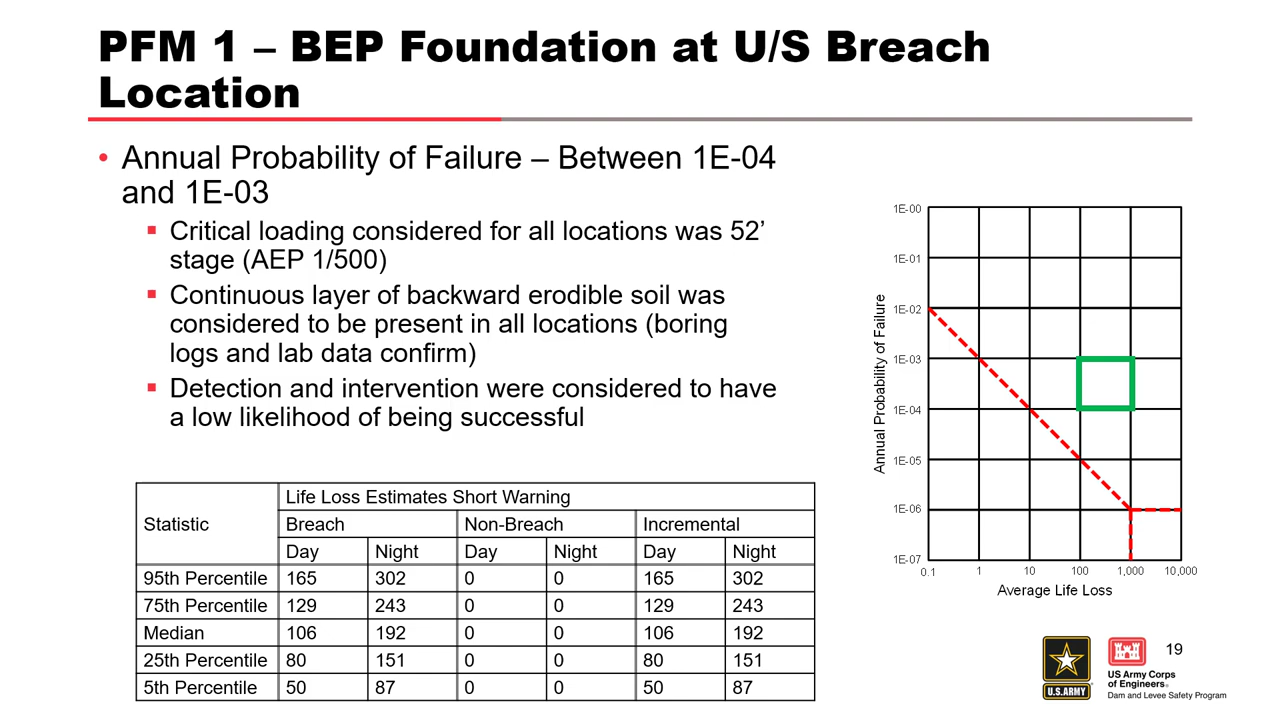 PFM 1 – BEP Foundation at U/S Breach
Location
• Annual Probability of Failure – Between 1E-04
and 1E-03
▪ Critical loading considered for all locations was 52’
stage (AEP 1/500)
▪ Continuous layer of backward erodible soil was
considered to be present in all locations (boring
logs and lab data confirm)
▪ Detection and intervention were considered to have
a low likelihood of being successful
Statistic
Life Loss Estimates Short Warning
Breach Non-Breach Incremental
Day Night Day Night Day Night
95th Percentile 165 302 0 0 165 302
75th Percentile 129 243 0 0 129 243
Median 106 192 0 0 106 192
25th Percentile 80 151 0 0 80 151
5th Percentile 50 87 0 0 50 87
Annual Probability of Failure
1E-00
1E-01
1E-02
1E-03
1E-04
1E-05
1E-06
1E-07
0.1 1 10 100 1,000 10,000
Average Life Loss
U.S. ARMY
US Army Corps
of Engineers®
Dam and Levee Safety Program
19